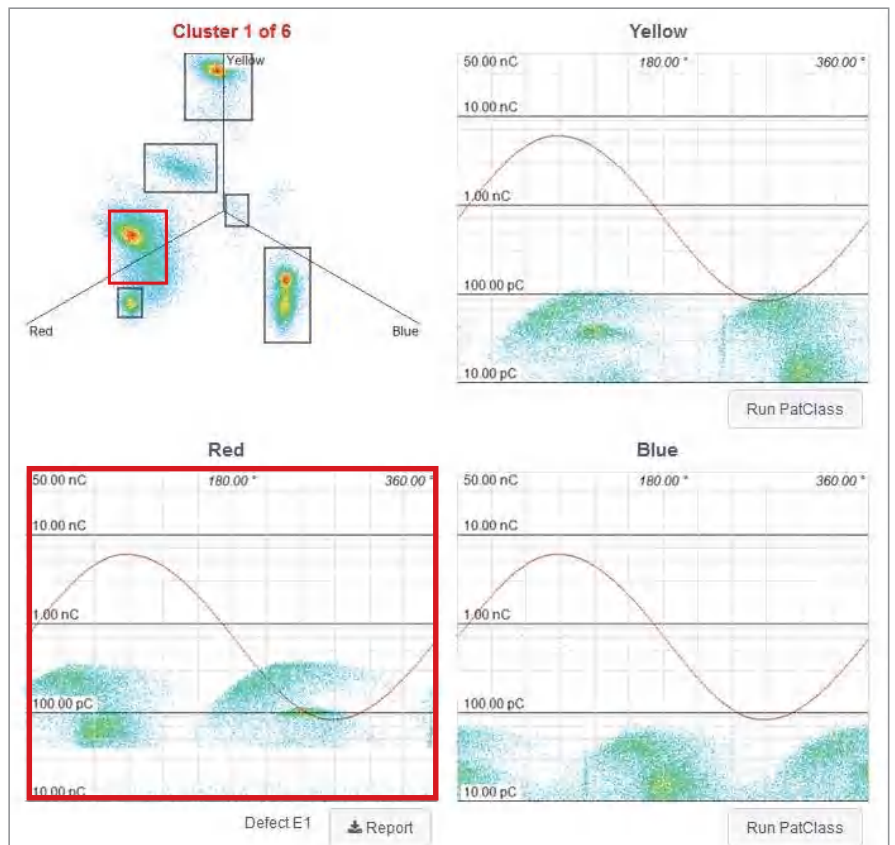 Cluster 1 of 6
Yellow
Red
Blue
Yellow
50.00 nC
180.00 °
360.00 °
10.00 nC
1.00 nC
100.00 pC
10.00 pC
Run PatClass
Red
50.00 nC
180.00 °
360.00 °
10.00 nC
1.00 nC
100.00 pC
10.00 pC
Defect E1
Report
Blue
50.00 nC
180.00 °
360.00 °
10.00 nC
1.00 nC
100.00 pC
10.00 pC
Run PatClass